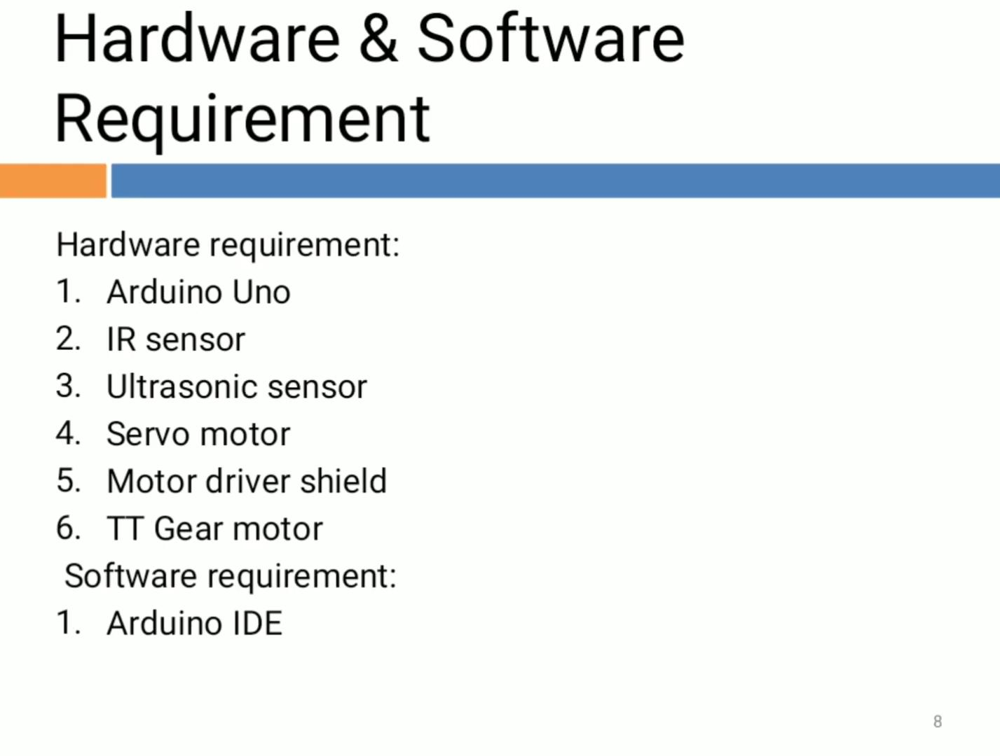 Hardware & Software
Requirement
Hardware requirement:
1. Arduino Uno
2. IR sensor
3. Ultrasonic sensor
4. Servo motor
5. Motor driver shield
6. TT Gear motor
Software requirement:
1. Arduino IDE
8